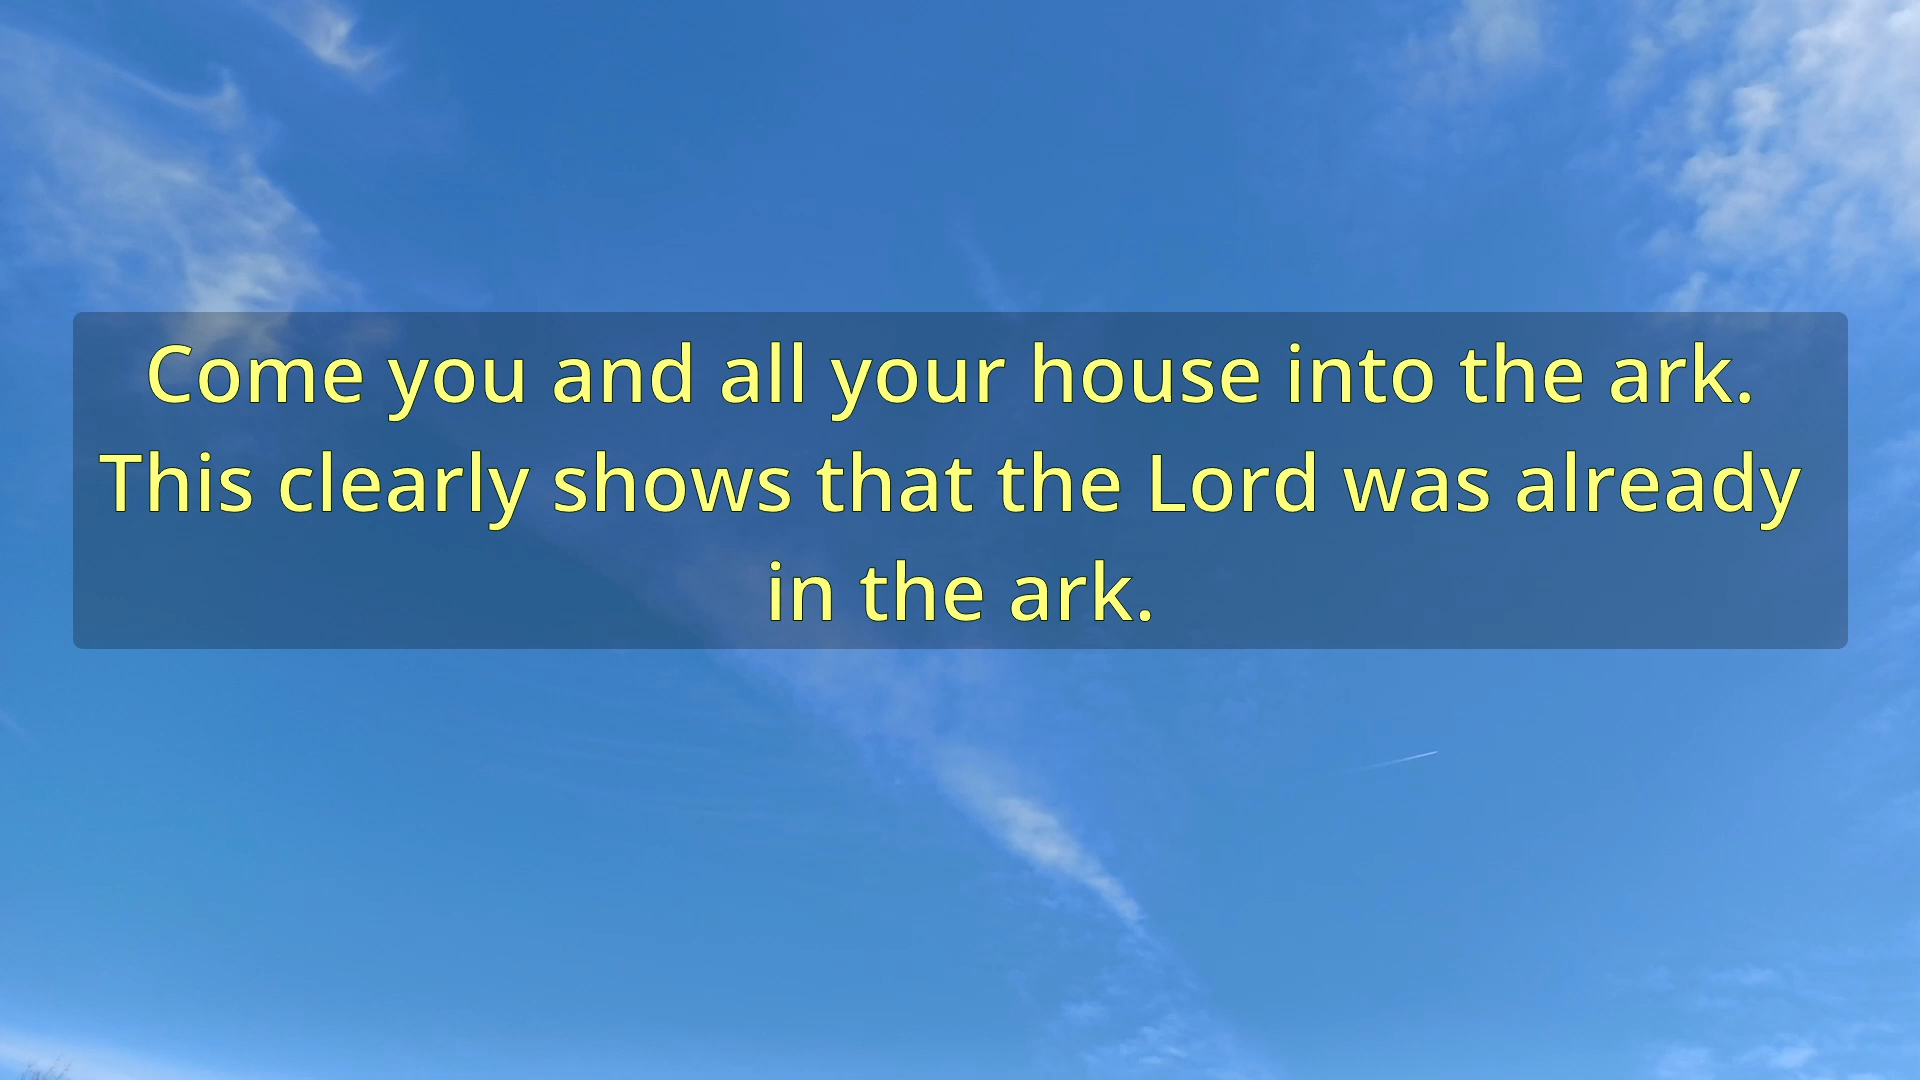 Come you and all your house into the ark.
This clearly shows that the Lord was already
in the ark.